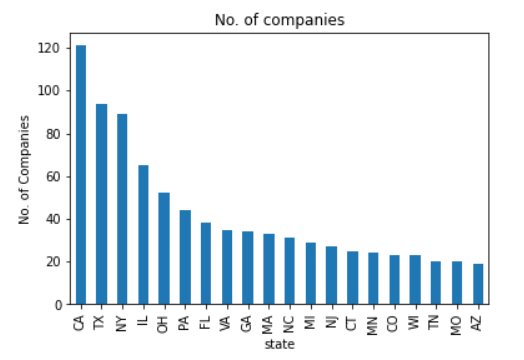 No. of companies
No. of Companies
120
100
80
60
40
20
0
CA TX NY IL OH PA FL VA GA MA NC MI NJ CT MN CO WI TN MO AZ
state